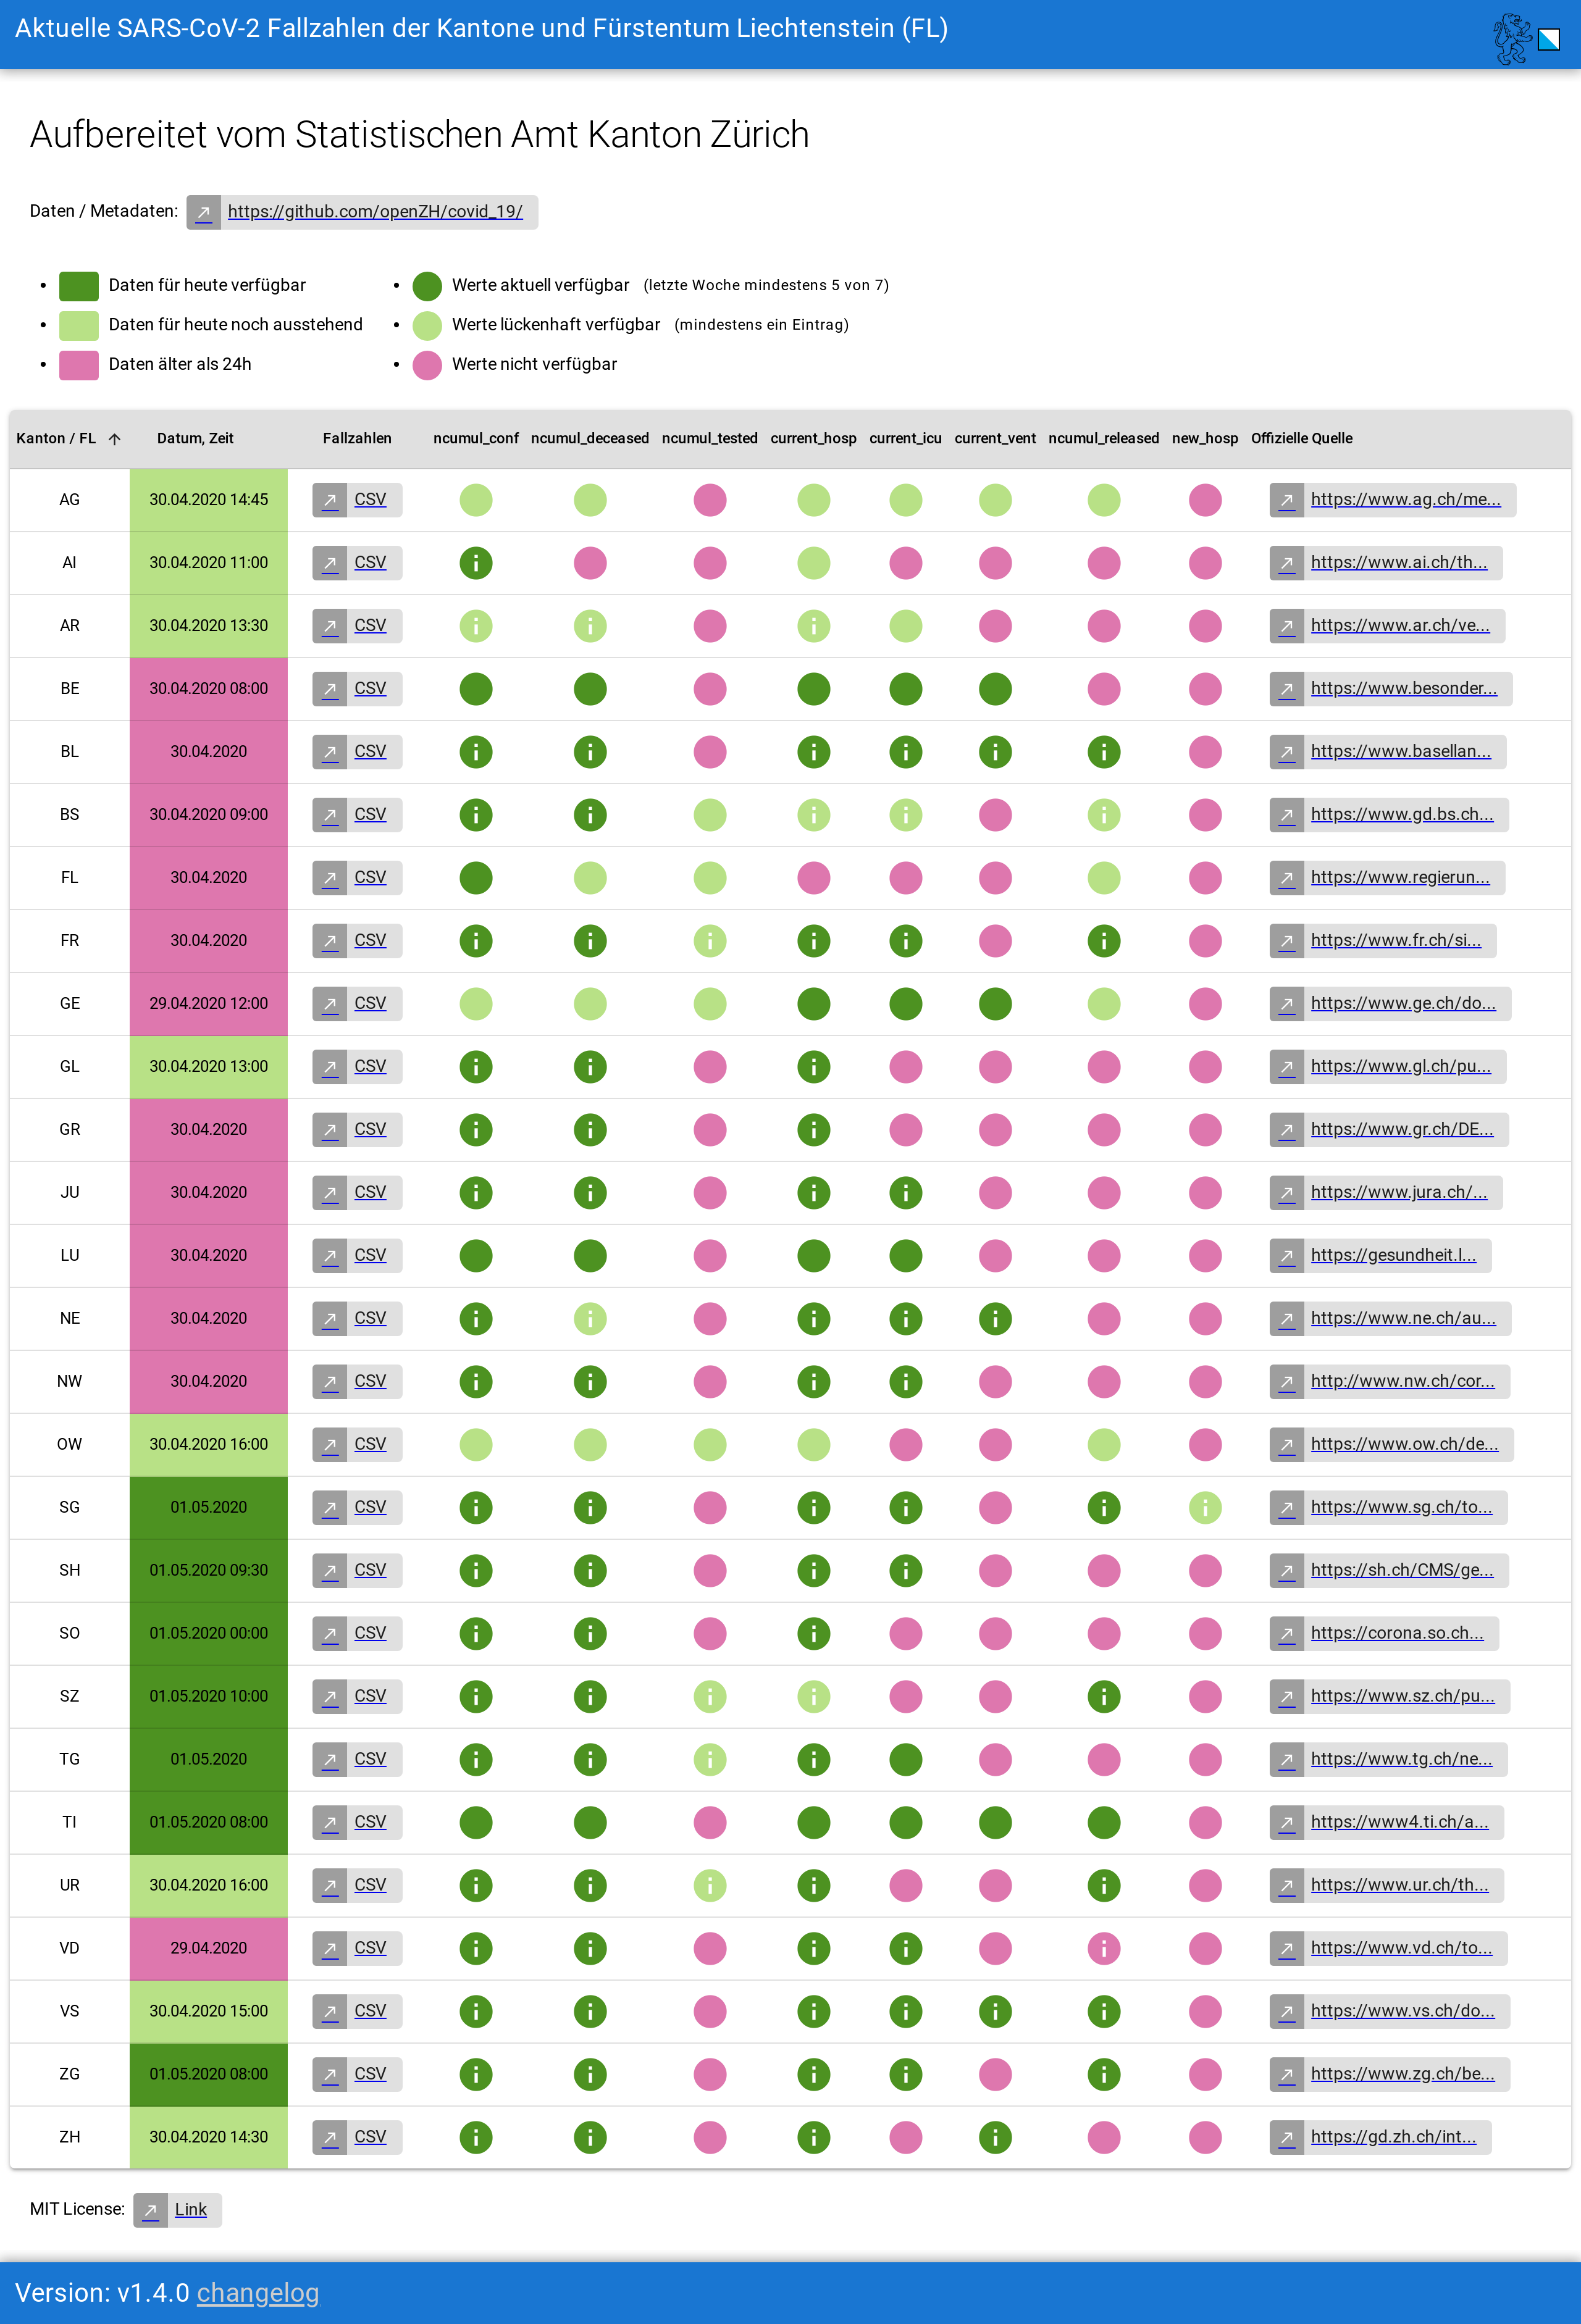 Aktuelle SARS-CoV-2 Fallzahlen der Kantone und Fürstentum Liechtenstein (FL)
Aufbereitet vom Statistischen Amt Kanton Zürich
Daten / Metadaten: https://github.com/openZH/covid_19/
Daten für heute verfügbar Werte aktuell verfügbar (letzte Woche mindestens 5 von 7)
Daten für heute noch ausstehend Werte lückenhaft verfügbar (mindestens ein Eintrag)
Daten älter als 24h Werte nicht verfügbar
Kanton / FL Datum, Zeit Fallzahlen ncumul_conf ncumul_deceased ncumul_tested current_hosp current_icu current_vent ncumul_released new_hosp Offizielle Quelle
AG 30.04.2020 14:45 CSV https://www.ag.ch/me...
AI 30.04.2020 11:00 CSV https://www.ai.ch/th...
AR 30.04.2020 13:30 CSV https://www.ar.ch/ve...
BE 30.04.2020 08:00 CSV https://www.besonder...
BL 30.04.2020 CSV https://www.basellan...
BS 30.04.2020 09:00 CSV https://www.gd.bs.ch...
FL 30.04.2020 CSV https://www.regierun...
FR 30.04.2020 CSV https://www.fr.ch/si...
GE 29.04.2020 12:00 CSV https://www.ge.ch/do...
GL 30.04.2020 13:00 CSV https://www.gl.ch/pu...
GR 30.04.2020 CSV https://www.gr.ch/DE...
JU 30.04.2020 CSV https://www.jura.ch/...
LU 30.04.2020 CSV https://gesundheit.l...
NE 30.04.2020 CSV https://www.ne.ch/au...
NW 30.04.2020 CSV http://www.nw.ch/cor...
OW 30.04.2020 16:00 CSV https://www.ow.ch/de...
SG 01.05.2020 CSV https://www.sg.ch/to...
SH 01.05.2020 09:30 CSV https://sh.ch/CMS/ge...
SO 01.05.2020 00:00 CSV https://corona.so.ch...
SZ 01.05.2020 10:00 CSV https://www.sz.ch/pu...
TG 01.05.2020 CSV https://www.tg.ch/ne...
TI 01.05.2020 08:00 CSV https://www4.ti.ch/a...
UR 30.04.2020 16:00 CSV https://www.ur.ch/th...
VD 29.04.2020 CSV https://www.vd.ch/to...
VS 30.04.2020 15:00 CSV https://www.vs.ch/do...
ZG 01.05.2020 08:00 CSV https://www.zg.ch/be...
ZH 30.04.2020 14:30 CSV https://gd.zh.ch/int...
MIT License: Link
Version: v1.4.0 changelog